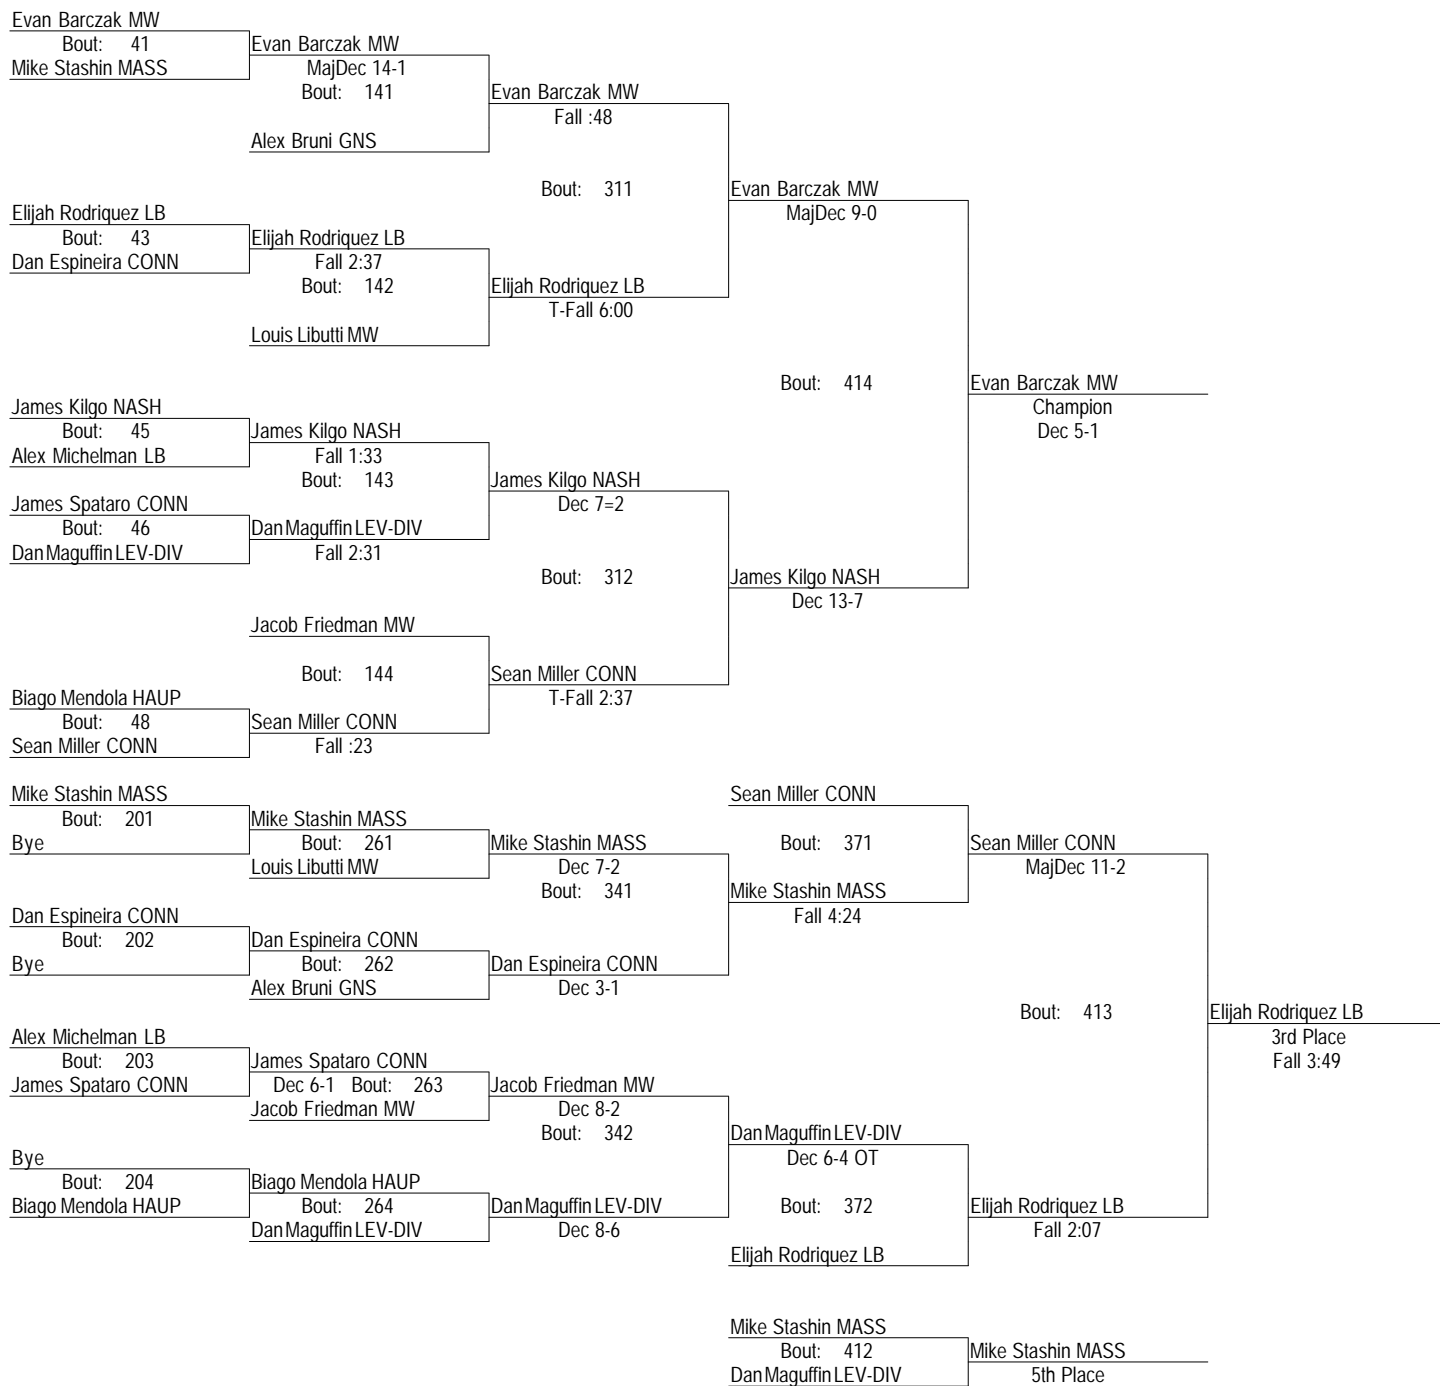 Evan Barczak MW
Bout: 41
Mike Stashin MASS
Evan Barczak MW
MajDec 14-1
Bout: 141
Alex Bruni GNS
Evan Barczak MW
Fall :48
Bout: 311
Elijah Rodriquez LB
Bout: 43
Dan Espineira CONN
Elijah Rodriquez LB
Fall 2:37
Bout: 142
Louis Libutti MW
Elijah Rodriquez LB
T-Fall 6:00
Evan Barczak MW
MajDec 9-0
Bout: 414
James Kilgo NASH
Bout: 45
Alex Michelman LB
James Kilgo NASH
Fall 1:33
Bout: 143
James Spataro CONN
Bout: 46
Dan Maguffin LEV-DIV
Dan Maguffin LEV-DIV
Fall 2:31
James Kilgo NASH
Dec 7=2
Bout: 312
Jacob Friedman MW
Bout: 144
Biago Mendola HAUP
Bout: 48
Sean Miller CONN
Sean Miller CONN
Fall :23
Sean Miller CONN
T-Fall 2:37
James Kilgo NASH
Dec 13-7
Evan Barczak MW
Champion
Dec 5-1
Mike Stashin MASS
Bout: 201
Bye
Mike Stashin MASS
Bout: 261
Louis Libutti MW
Mike Stashin MASS
Dec 7-2
Bout: 341
Dan Espineira CONN
Bout: 202
Bye
Dan Espineira CONN
Bout: 262
Alex Bruni GNS
Dan Espineira CONN
Dec 3-1
Sean Miller CONN
Bout: 371
Mike Stashin MASS
Fall 4:24
Sean Miller CONN
MajDec 11-2
Bout: 413
Alex Michelman LB
Bout: 203
James Spataro CONN
James Spataro CONN
Dec 6-1 Bout: 263
Jacob Friedman MW
Jacob Friedman MW
Dec 8-2
Bout: 342
Bye
Bout: 204
Biago Mendola HAUP
Biago Mendola HAUP
Bout: 264
Dan Maguffin LEV-DIV
Dan Maguffin LEV-DIV
Dec 8-6
Dan Maguffin LEV-DIV
Dec 6-4 OT
Bout: 372
Elijah Rodriquez LB
Elijah Rodriquez LB
Fall 2:07
Elijah Rodriquez LB
3rd Place
Fall 3:49
Mike Stashin MASS
Bout: 412
Dan Maguffin LEV-DIV
Mike Stashin MASS
5th Place